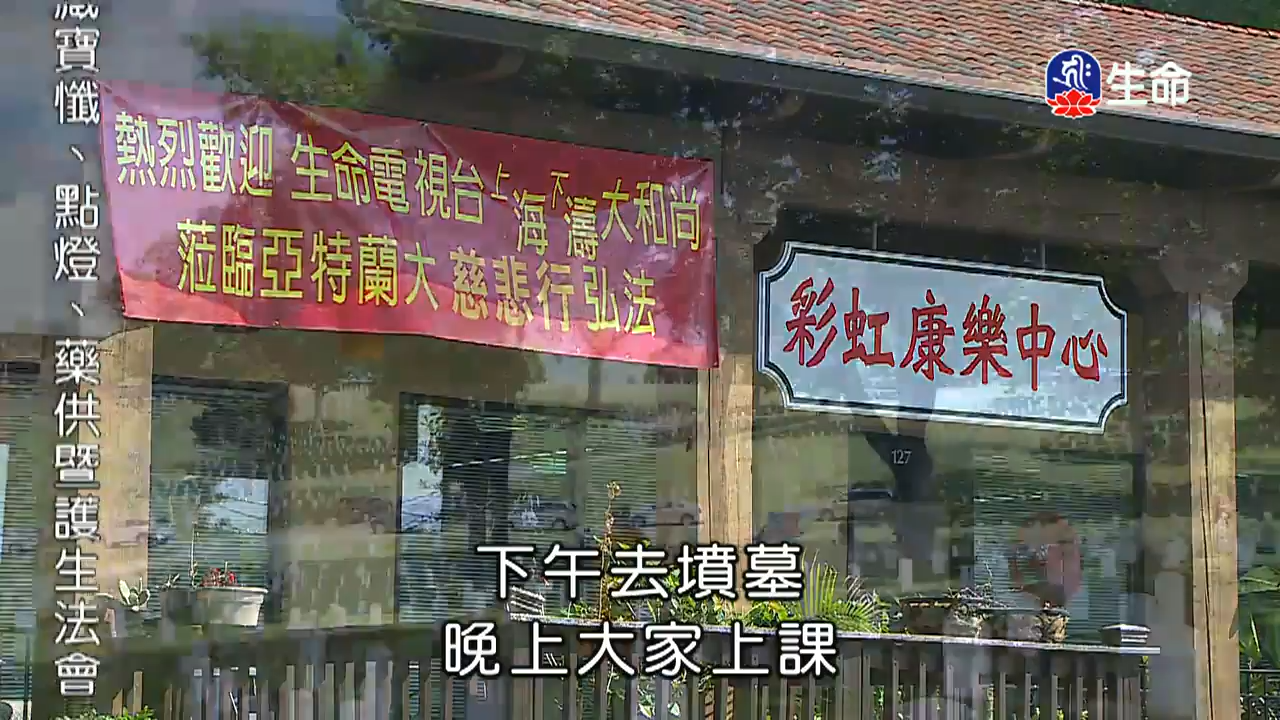 藏寶懺、點燈、藥供暨護生法會
生命
熱烈歡迎 生命電視台上海下濤大和尚
蒞臨亞特蘭大慈悲行弘法
彩虹康樂中心
127
下午去墳墓
晚上大家上課